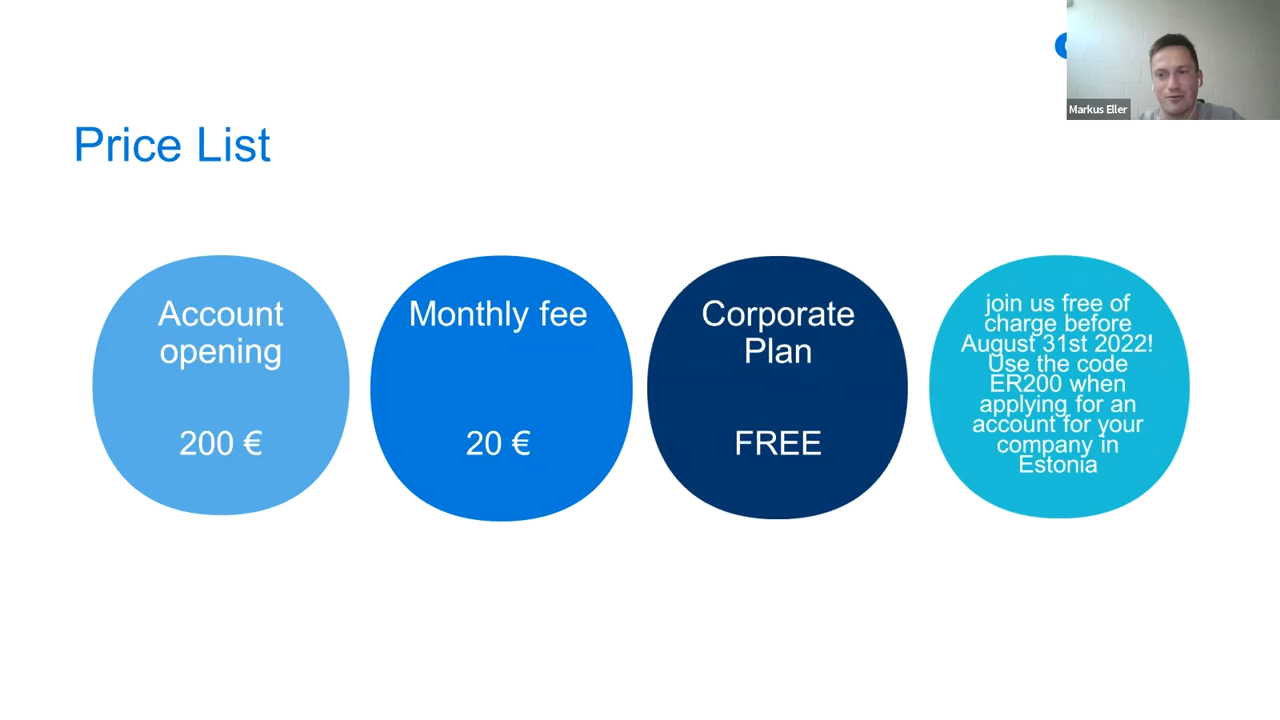 Markus Eller
Price List
Account
opening
200 €
Monthly fee
20 €
Corporate
Plan
FREE
join us free of
charge before
August 31st 2022!
Use the code
ER200 when
applying for an
account for your
company in
Estonia